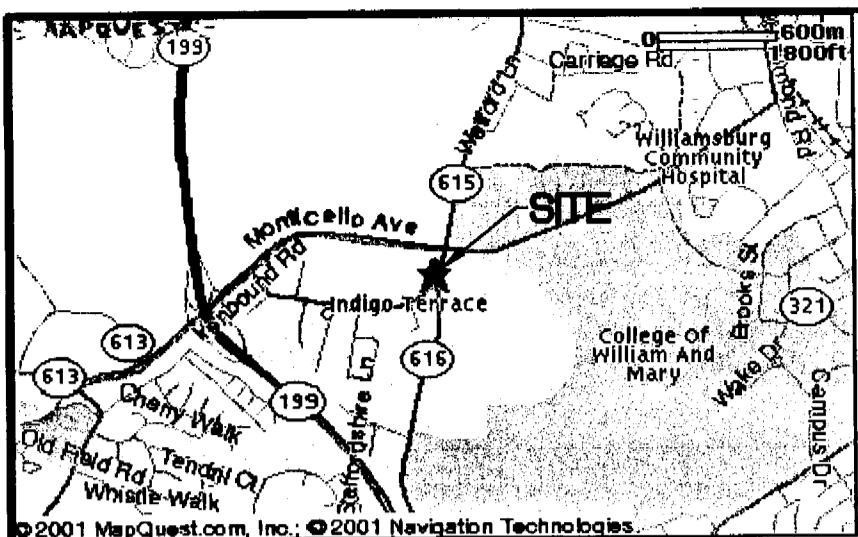 MAPQUEST
199
0
600m
1800ft
Carriage Rd
Welford Ln
Williamsburg
Community
Hospital
615
SITE
Monticello Ave
Ironbound Rd
Indigo Terrace
Brooks St
321
613
613
616
College Of
William And
Mary
Wake Dr
Campus Dr
199
Cherry Walk
Old Field Rd
Tendril Ct
Whistle Walk
©2001 MapQuest.com, Inc.; ©2001 Navigation Technologies